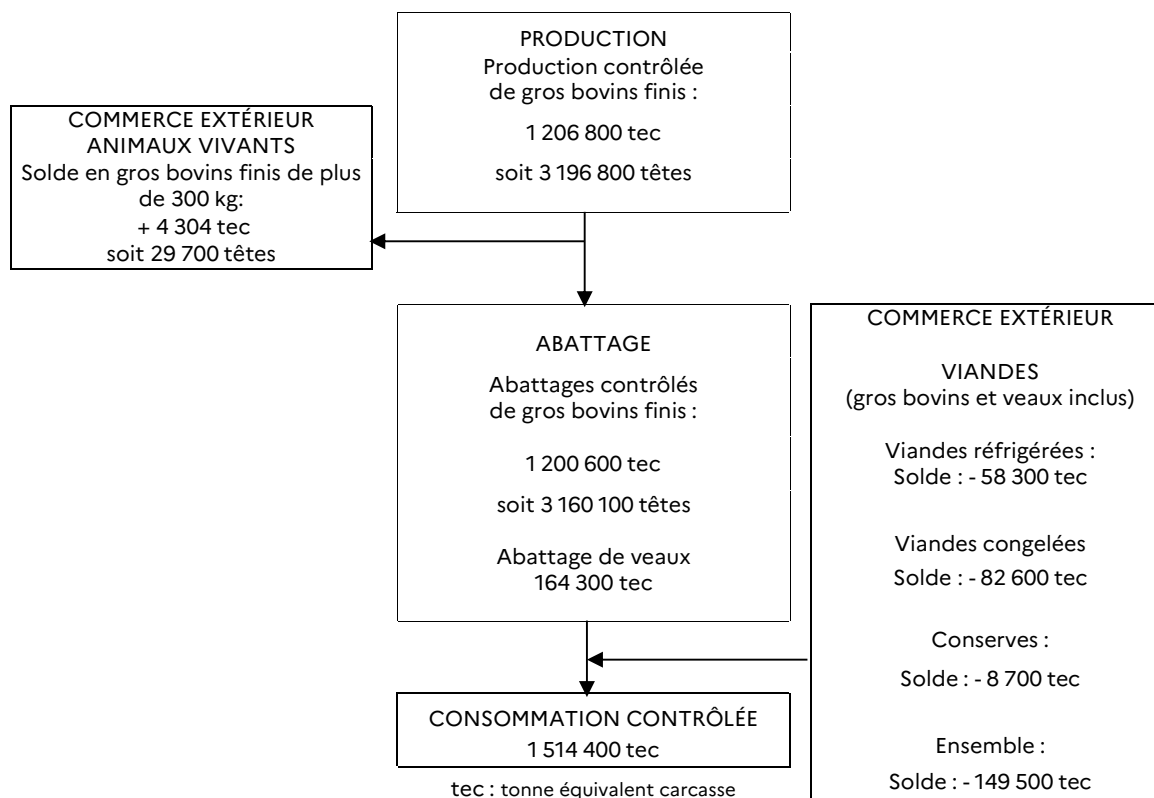 PRODUCTION
Production contrôlée
de gros bovins finis :
1 206 800 tec
soit 3 196 800 têtes
COMMERCE EXTÉRIEUR
ANIMAUX VIVANTS
Solde en gros bovins finis de plus
de 300 kg:
+ 4 304 tec
soit 29 700 têtes
ABATTAGE
Abattages contrôlés
de gros bovins finis :
1 200 600 tec
soit 3 160 100 têtes
Abattage de veaux
164 300 tec
COMMERCE EXTÉRIEUR
VIANDES
(gros bovins et veaux inclus)
Viandes réfrigérées :
Solde : - 58 300 tec
Viandes congelées
Solde : - 82 600 tec
Conserves :
Solde : - 8 700 tec
Ensemble :
Solde : - 149 500 tec
CONSOMMATION CONTRÔLÉE
1 514 400 tec
tec : tonne équivalent carcasse